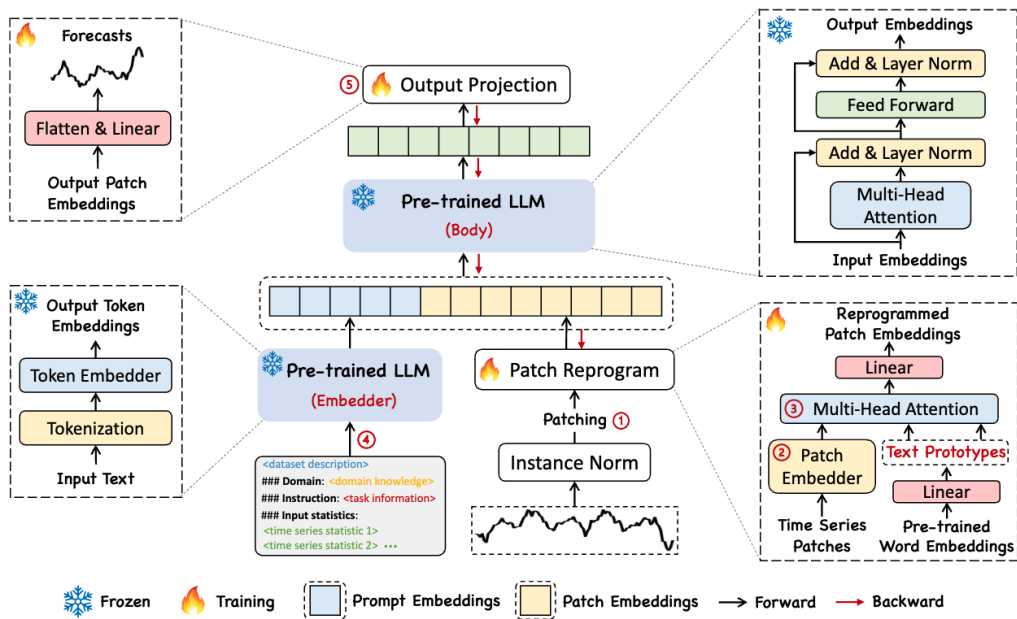 Forecasts
Flatten & Linear
Output Patch
Embeddings
⑤ Output Projection
Pre-trained LLM
(Body)
Output Embeddings
Add & Layer Norm
Feed Forward
Add & Layer Norm
Multi-Head
Attention
Input Embeddings
Output Token
Embeddings
Token Embedder
Tokenization
Input Text
Pre-trained LLM
(Embedder)
④
<dataset description>
### Domain: <domain knowledge>
### Instruction: <task information>
### Input statistics:
<time series statistic 1>
<time series statistic 2> •••
Patch Reprogram
Patching ①
Instance Norm
Reprogrammed
Patch Embeddings
Linear
③ Multi-Head Attention
② Patch
Embedder
Text Prototypes
Linear
Time Series
Patches
Pre-trained
Word Embeddings
Frozen
Training
Prompt Embeddings
Patch Embeddings
Forward
Backward